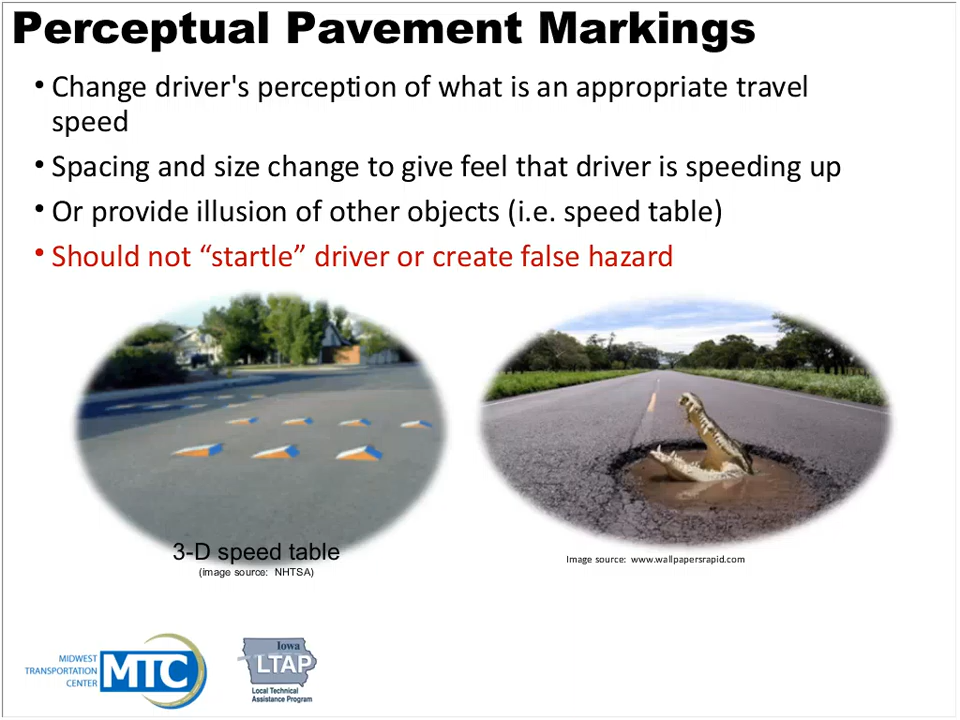 Perceptual Pavement Markings
• Change driver's perception of what is an appropriate travel
speed
• Spacing and size change to give feel that driver is speeding up
• Or provide illusion of other objects (i.e. speed table)
• Should not “startle” driver or create false hazard
3-D speed table
(image source: NHTSA)
Image source: www.wallpapersrapid.com
MIDWEST
TRANSPORTATION
CENTER
MTC
Iowa
LTAP
Local Technical
Assistance Program